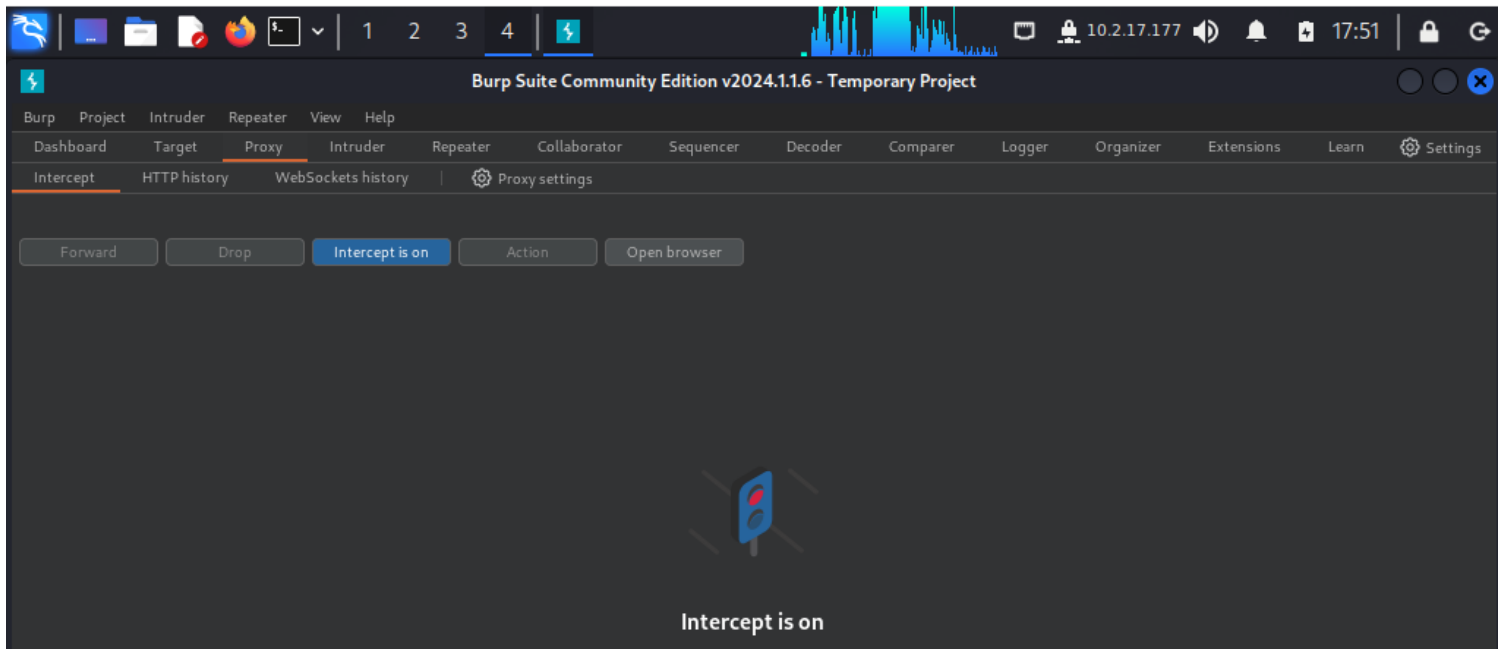 1 2 3 4 10.2.17.177 17:51
Burp Suite Community Edition v2024.1.1.6 - Temporary Project
Burp Project Intruder Repeater View Help
Dashboard Target Proxy Intruder Repeater Collaborator Sequencer Decoder Comparer Logger Organizer Extensions Learn Settings
Intercept HTTP history WebSockets history Proxy settings
Forward Drop Intercept is on Action Open browser
Intercept is on